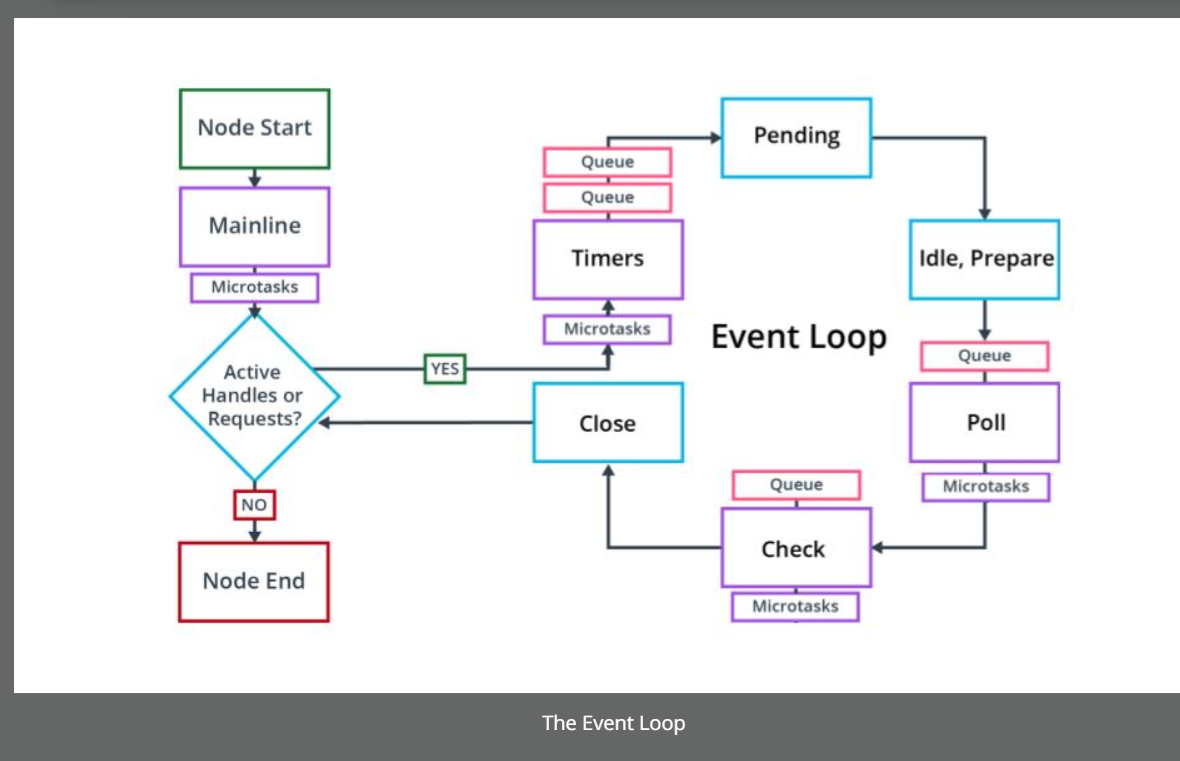 Node Start
Mainline
Microtasks
Active
Handles or
Requests?
YES
NO
Node End
Queue
Queue
Timers
Microtasks
Pending
Idle, Prepare
Event Loop
Queue
Poll
Microtasks
Queue
Check
Microtasks
Close
The Event Loop